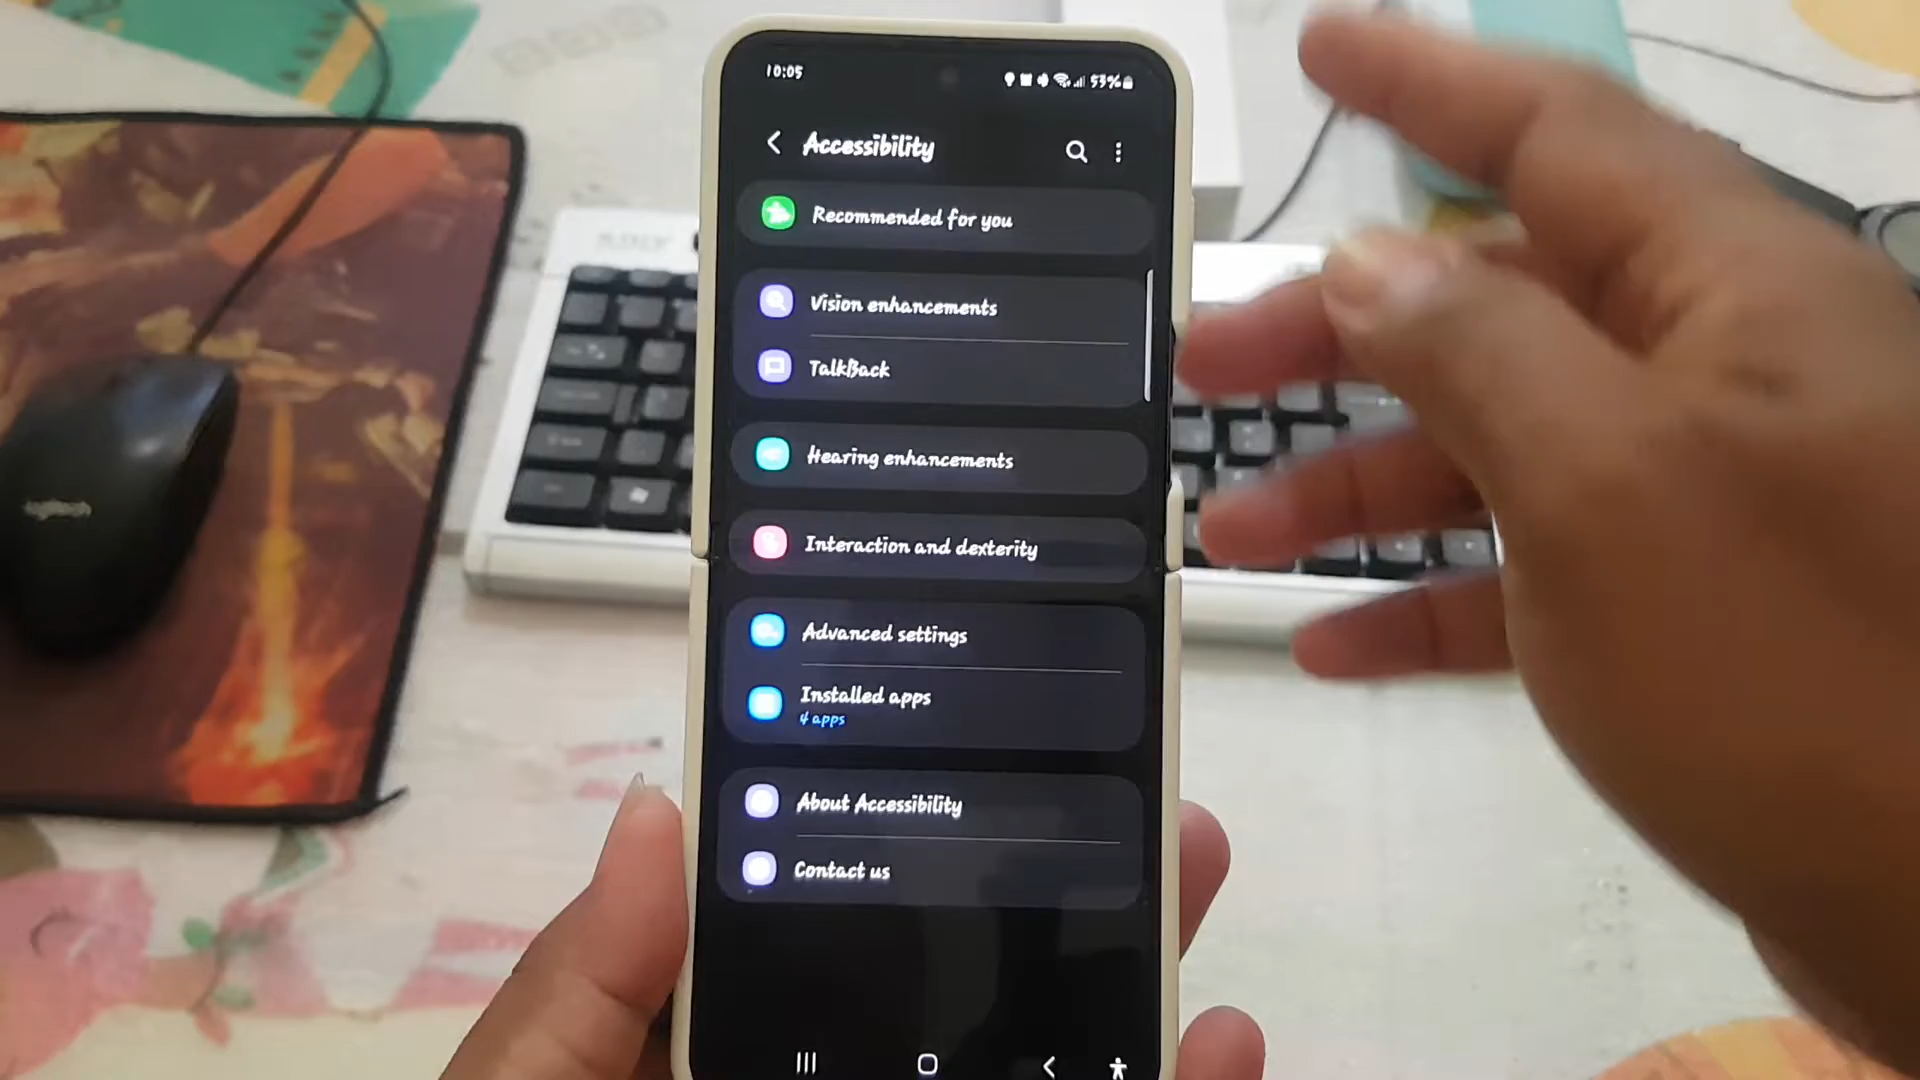 10:05
53%
Accessibility
Recommended for you
Vision enhancements
TalkBack
Hearing enhancements
Interaction and dexterity
Advanced settings
Installed apps
4 apps
About Accessibility
Contact us
logitech